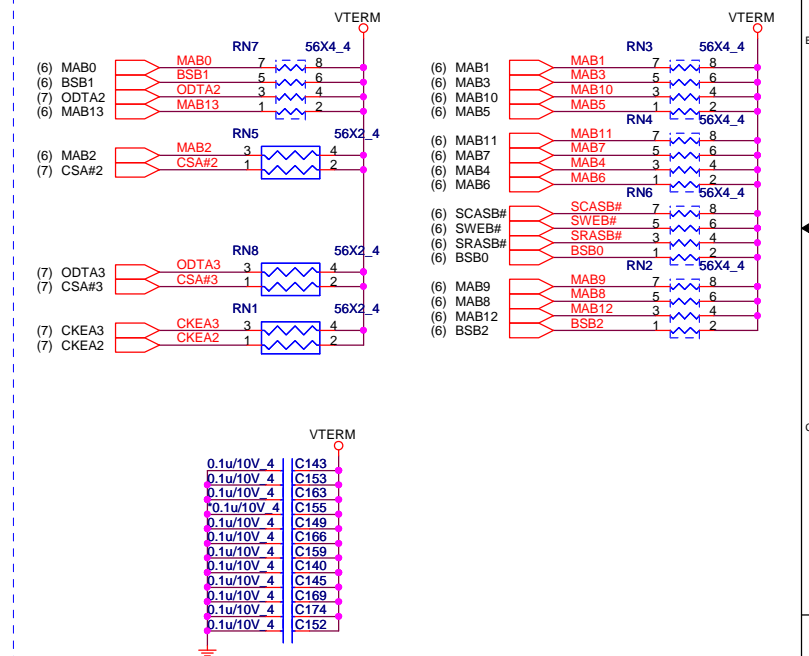 VTERM
RN7 56X4_4
(6) MAB0 MAB0 7 8
(6) BSB1 BSB1 5 6
(7) ODTA2 ODTA2 3 4
(6) MAB13 MAB13 1 2
RN5 56X2_4
(6) MAB2 MAB2 3 4
(7) CSA#2 CSA#2 1 2
RN8 56X2_4
(7) ODTA3 ODTA3 3 4
(7) CSA#3 CSA#3 1 2
RN1 56X2_4
(7) CKEA3 CKEA3 3 4
(7) CKEA2 CKEA2 1 2
VTERM
RN3 56X4_4
(6) MAB1 MAB1 7 8
(6) MAB3 MAB3 5 6
(6) MAB10 MAB10 3 4
(6) MAB5 MAB5 1 2
RN4 56X4_4
(6) MAB11 MAB11 7 8
(6) MAB7 MAB7 5 6
(6) MAB4 MAB4 3 4
(6) MAB6 MAB6 1 2
RN6 56X4_4
(6) SCASB# SCASB# 7 8
(6) SWEB# SWEB# 5 6
(6) SRASB# SRASB# 3 4
(6) BSB0 BSB0 1 2
RN2 56X4_4
(6) MAB9 MAB9 7 8
(6) MAB8 MAB8 5 6
(6) MAB12 MAB12 3 4
(6) BSB2 BSB2 1 2
VTERM
0.1u/10V_4 C143
0.1u/10V_4 C153
0.1u/10V_4 C163
*0.1u/10V_4 C155
0.1u/10V_4 C149
0.1u/10V_4 C166
0.1u/10V_4 C159
0.1u/10V_4 C140
0.1u/10V_4 C145
0.1u/10V_4 C169
0.1u/10V_4 C174
0.1u/10V_4 C152